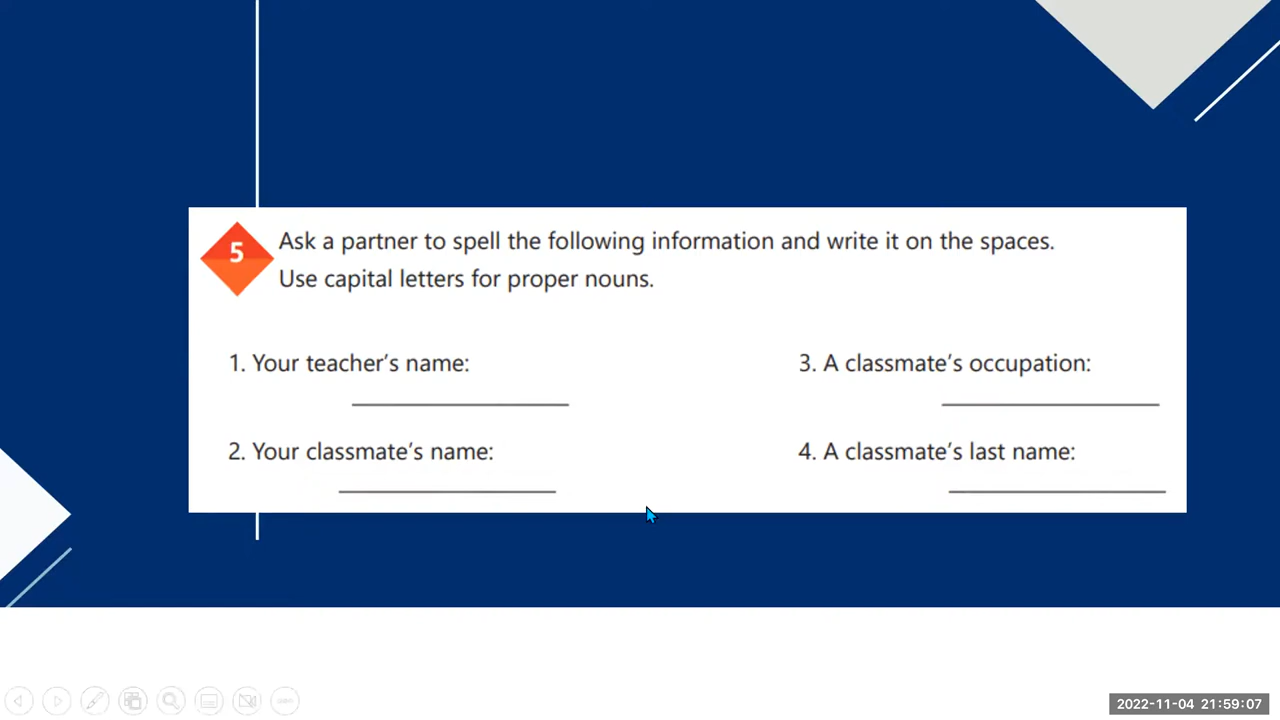 5
Ask a partner to spell the following information and write it on the spaces.
Use capital letters for proper nouns.
1. Your teacher’s name:
3. A classmate’s occupation:
2. Your classmate’s name:
4. A classmate’s last name:
2022-11-04 21:59:07